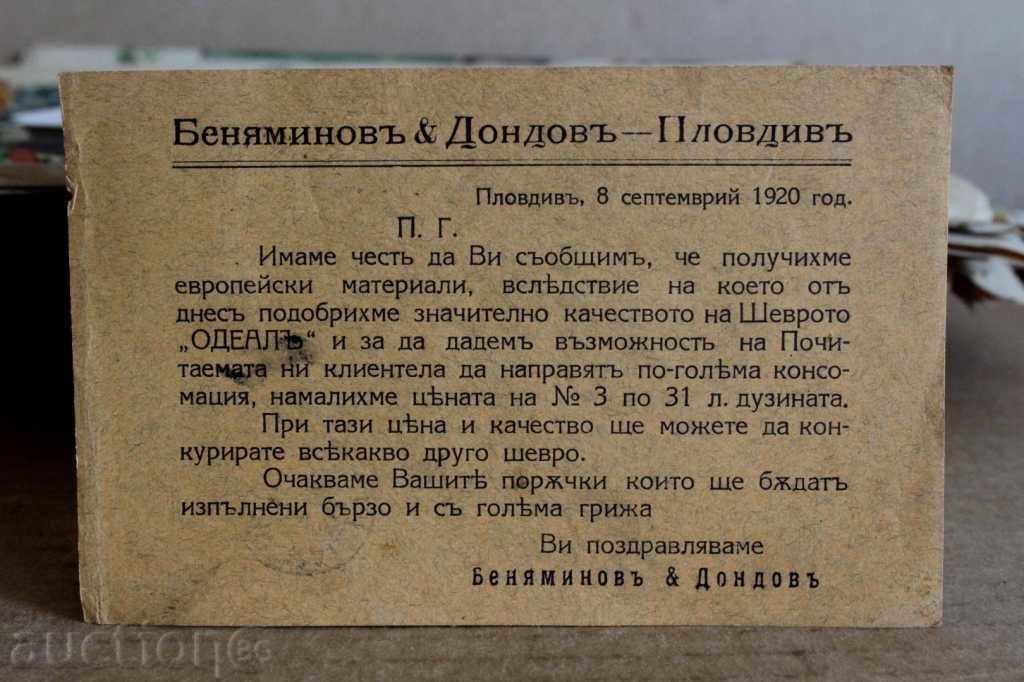 Беняминовъ & Дондовъ — Пловдивъ
Пловдивъ, 8 септемврий 1920 год.
П. Г.
Имаме честь да Ви съобщимъ, че получихме
европейски материали, вслѣдствие на което отъ
днесъ подобрихме значително качеството на Шеврото
„ОДЕАЛЪ“ и за да дадемъ възможность на Почи-
таемата ни клиентела да направятъ по-голѣма консо-
мация, намалихме цѣната на № 3 по 31 л. дузината.
При тази цѣна и качество ще можете да кон-
курирате всѣкакво друго шевро.
Очакваме Вашитѣ порѫчки които ще бѫдатъ
изпълнени бързо и съ голѣма грижа
Ви поздравляваме
Беняминовъ & Дондовъ
auction.bg